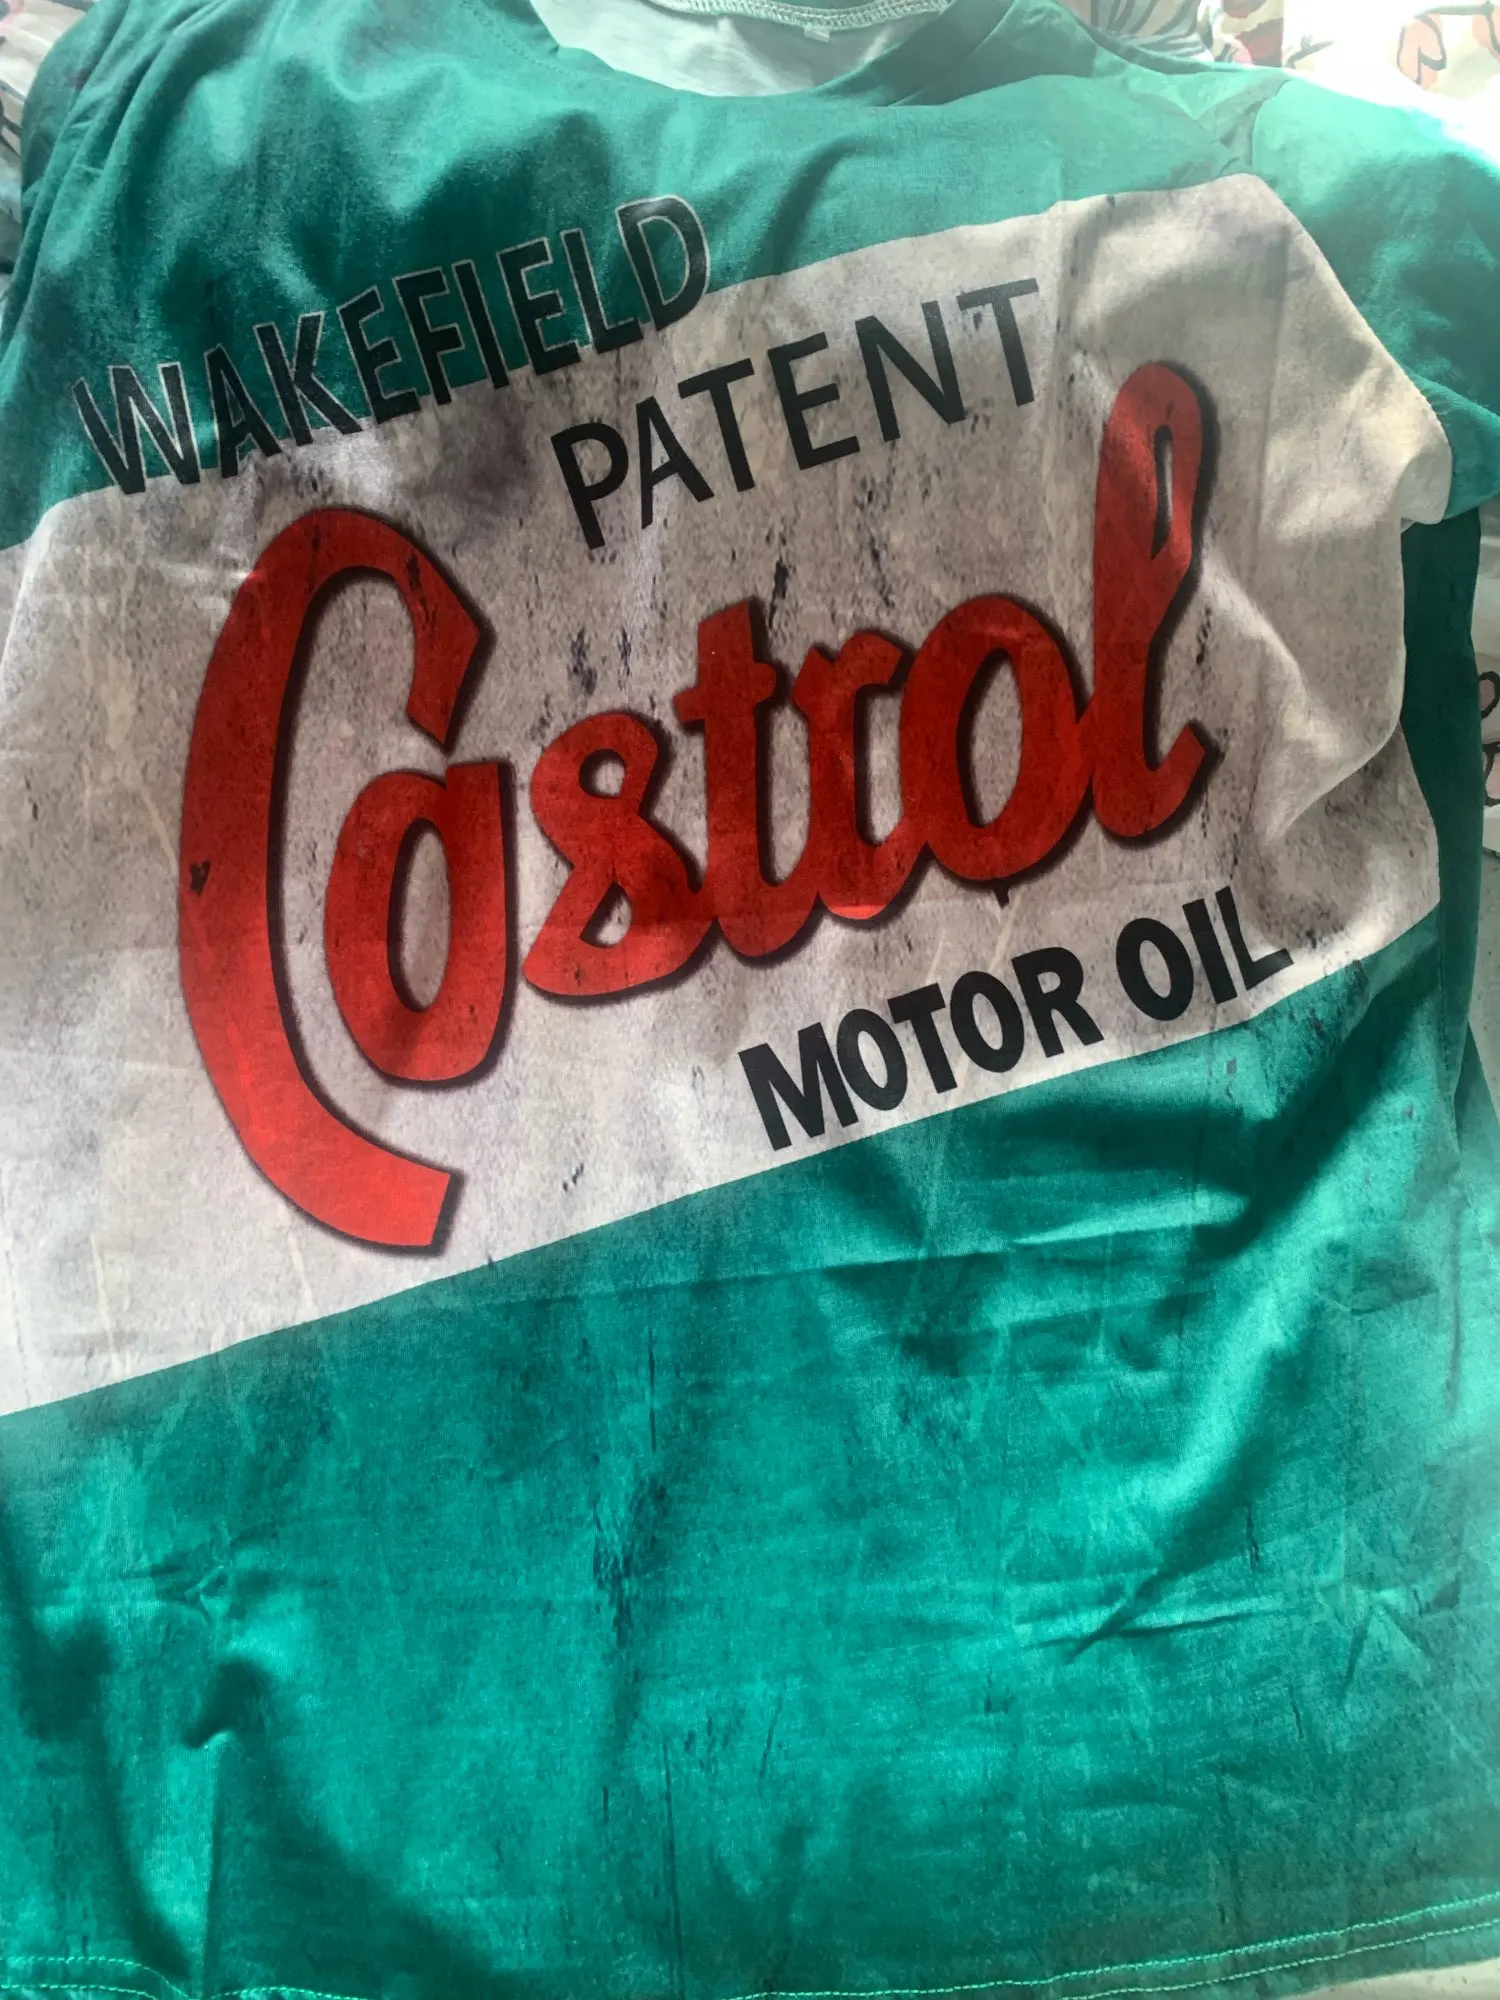 WAKEFIELD
PATENT
Castrol
MOTOR OIL